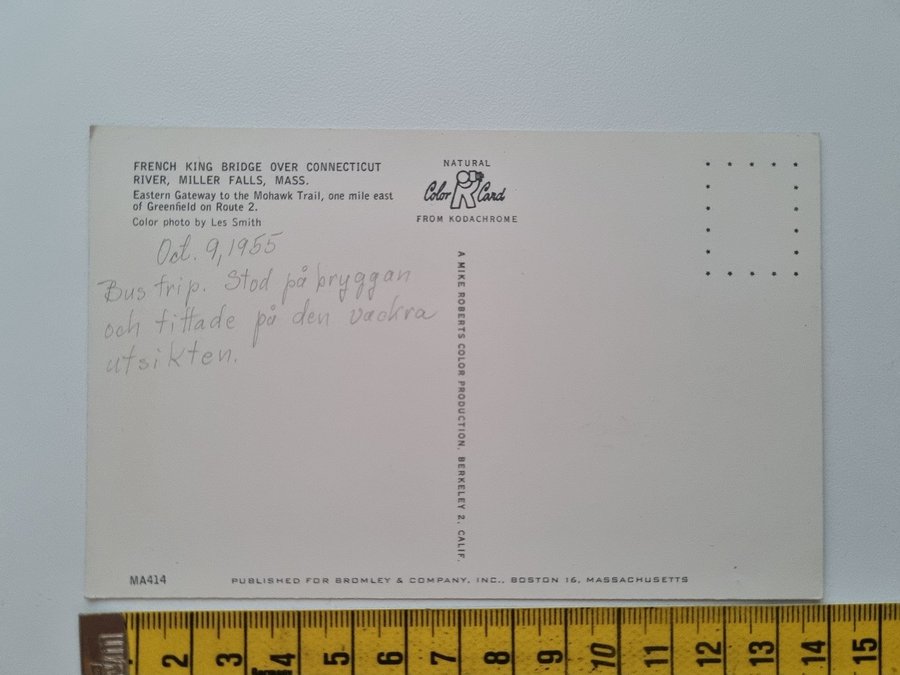 FRENCH KING BRIDGE OVER CONNECTICUT
RIVER, MILLER FALLS, MASS.
Eastern Gateway to the Mohawk Trail, one mile east
of Greenfield on Route 2.
Color photo by Les Smith
Oct. 9, 1955
Bus trip. Stod på bryggan
och tittade på den vackra
utsikten.
NATURAL
Color Card
FROM KODACHROME
A MIKE ROBERTS COLOR PRODUCTION, BERKELEY 2, CALIF.
MA414
PUBLISHED FOR BROMLEY & COMPANY, INC., BOSTON 16, MASSACHUSETTS
2 3 4 5 6 7 8 9 10 11 12 13 14 15